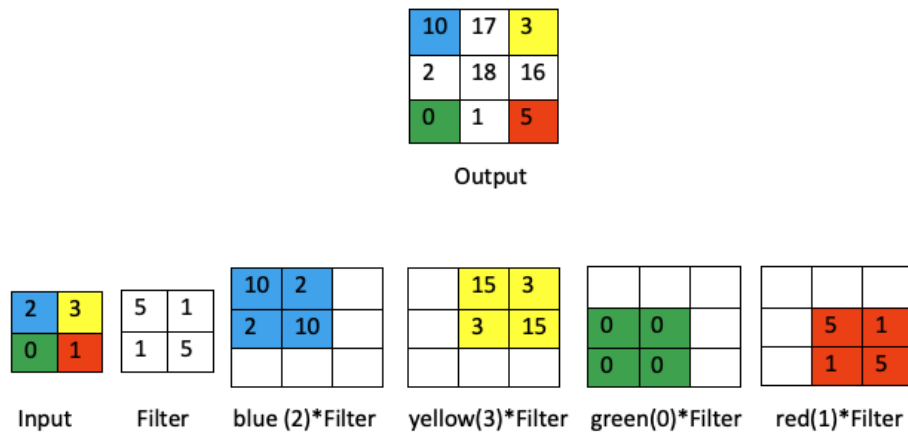 10 17 3
2 18 16
0 1 5
Output
10 2 15 3
2 3 5 1 2 10 3 15 0 0 5 1
0 1 1 5 0 0 1 5
Input Filter blue (2)*Filter yellow(3)*Filter green(0)*Filter red(1)*Filter